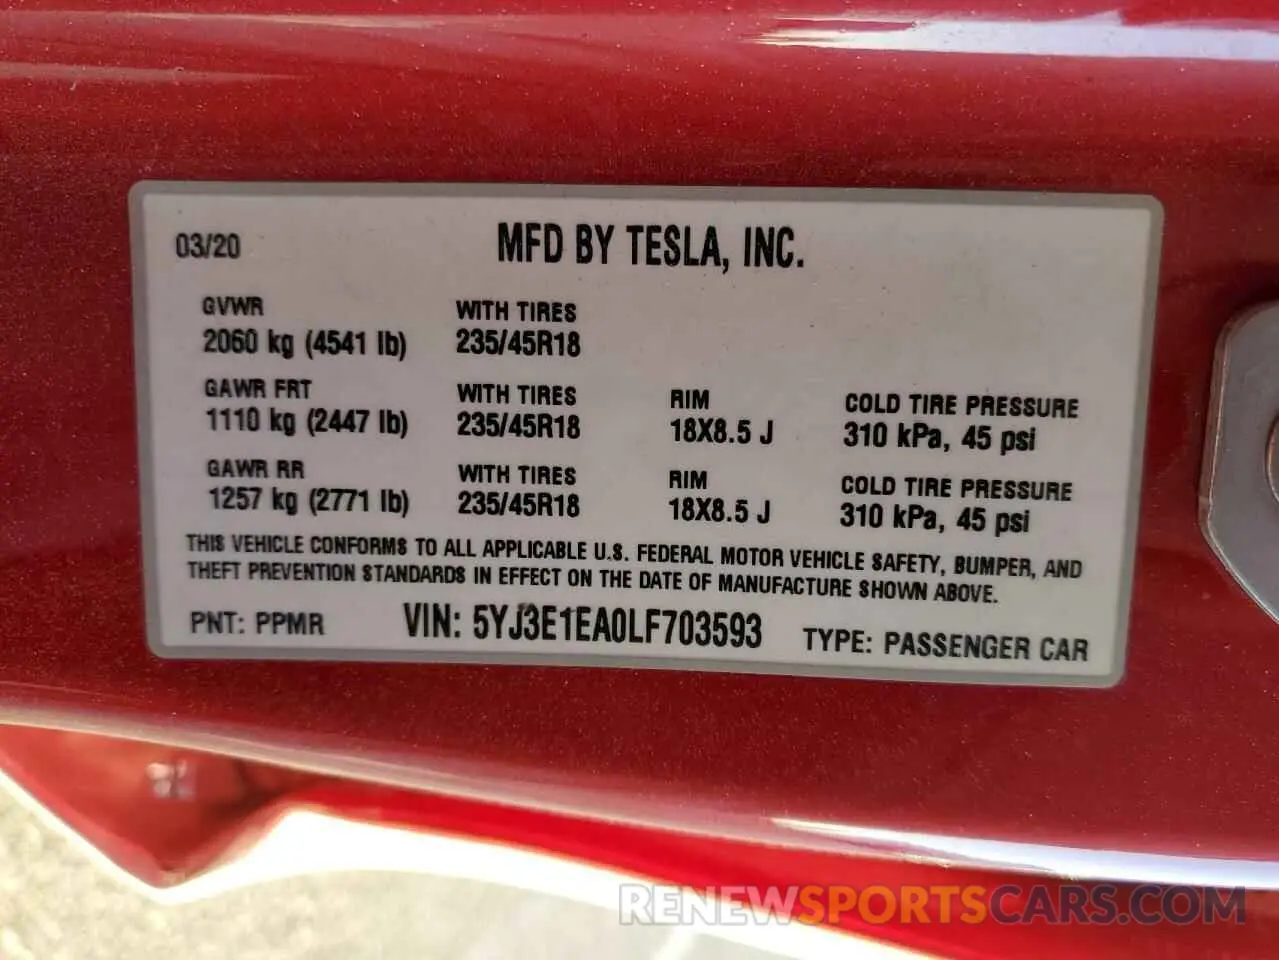 03/20 MFD BY TESLA, INC.
GVWR WITH TIRES
2060 kg (4541 lb) 235/45R18
GAWR FRT WITH TIRES RIM COLD TIRE PRESSURE
1110 kg (2447 lb) 235/45R18 18X8.5 J 310 kPa, 45 psi
GAWR RR WITH TIRES RIM COLD TIRE PRESSURE
1257 kg (2771 lb) 235/45R18 18X8.5 J 310 kPa, 45 psi
THIS VEHICLE CONFORMS TO ALL APPLICABLE U.S. FEDERAL MOTOR VEHICLE SAFETY, BUMPER, AND
THEFT PREVENTION STANDARDS IN EFFECT ON THE DATE OF MANUFACTURE SHOWN ABOVE.
PNT: PPMR VIN: 5YJ3E1EA0LF703593 TYPE: PASSENGER CAR
RENEWSPORTSCARS.COM